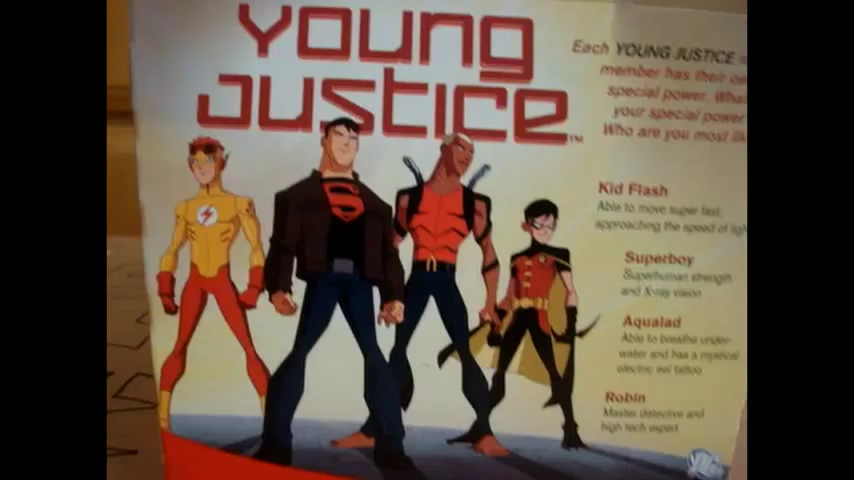 YOUNG
JUSTICE™
Each YOUNG JUSTICE
member has their
special power. What
your special power
Who are you most
Kid Flash
Able to move super fast,
approaching the speed of
Superboy
Superhuman strength
and X-ray vision
Aqualad
Able to breathe under-
water and has a mystical
electric eel tattoo
Robin
Master detective and
high tech expert